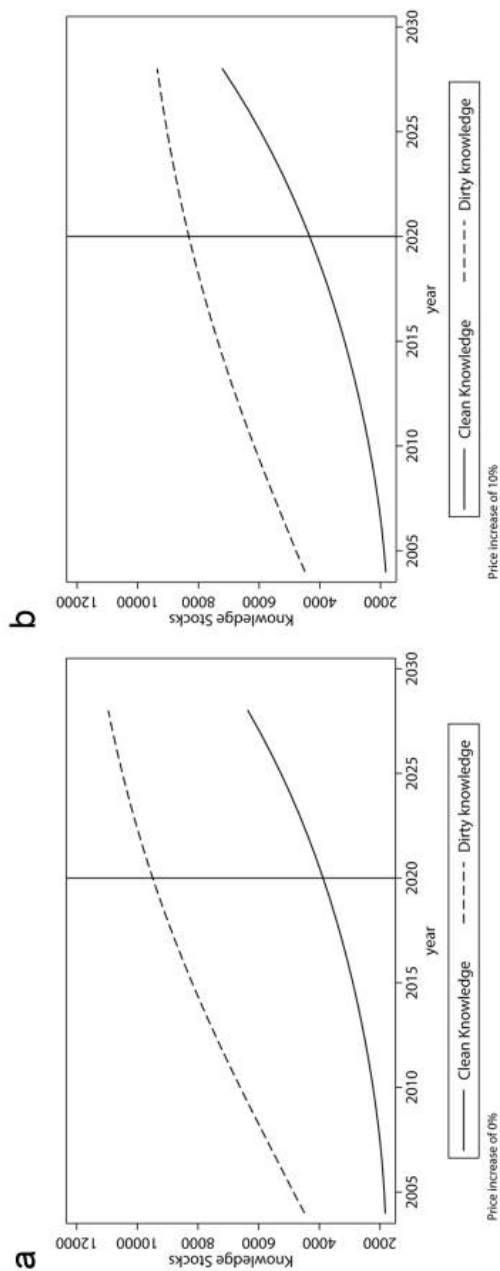 a
Knowledge Stocks
12000
10000
8000
6000
4000
2000
2005
2010
2015
2020
2025
2030
year
Clean Knowledge
Dirty knowledge
Price increase of 0%
b
Knowledge Stocks
12000
10000
8000
6000
4000
2000
2005
2010
2015
2020
2025
2030
year
Clean Knowledge
Dirty knowledge
Price increase of 10%